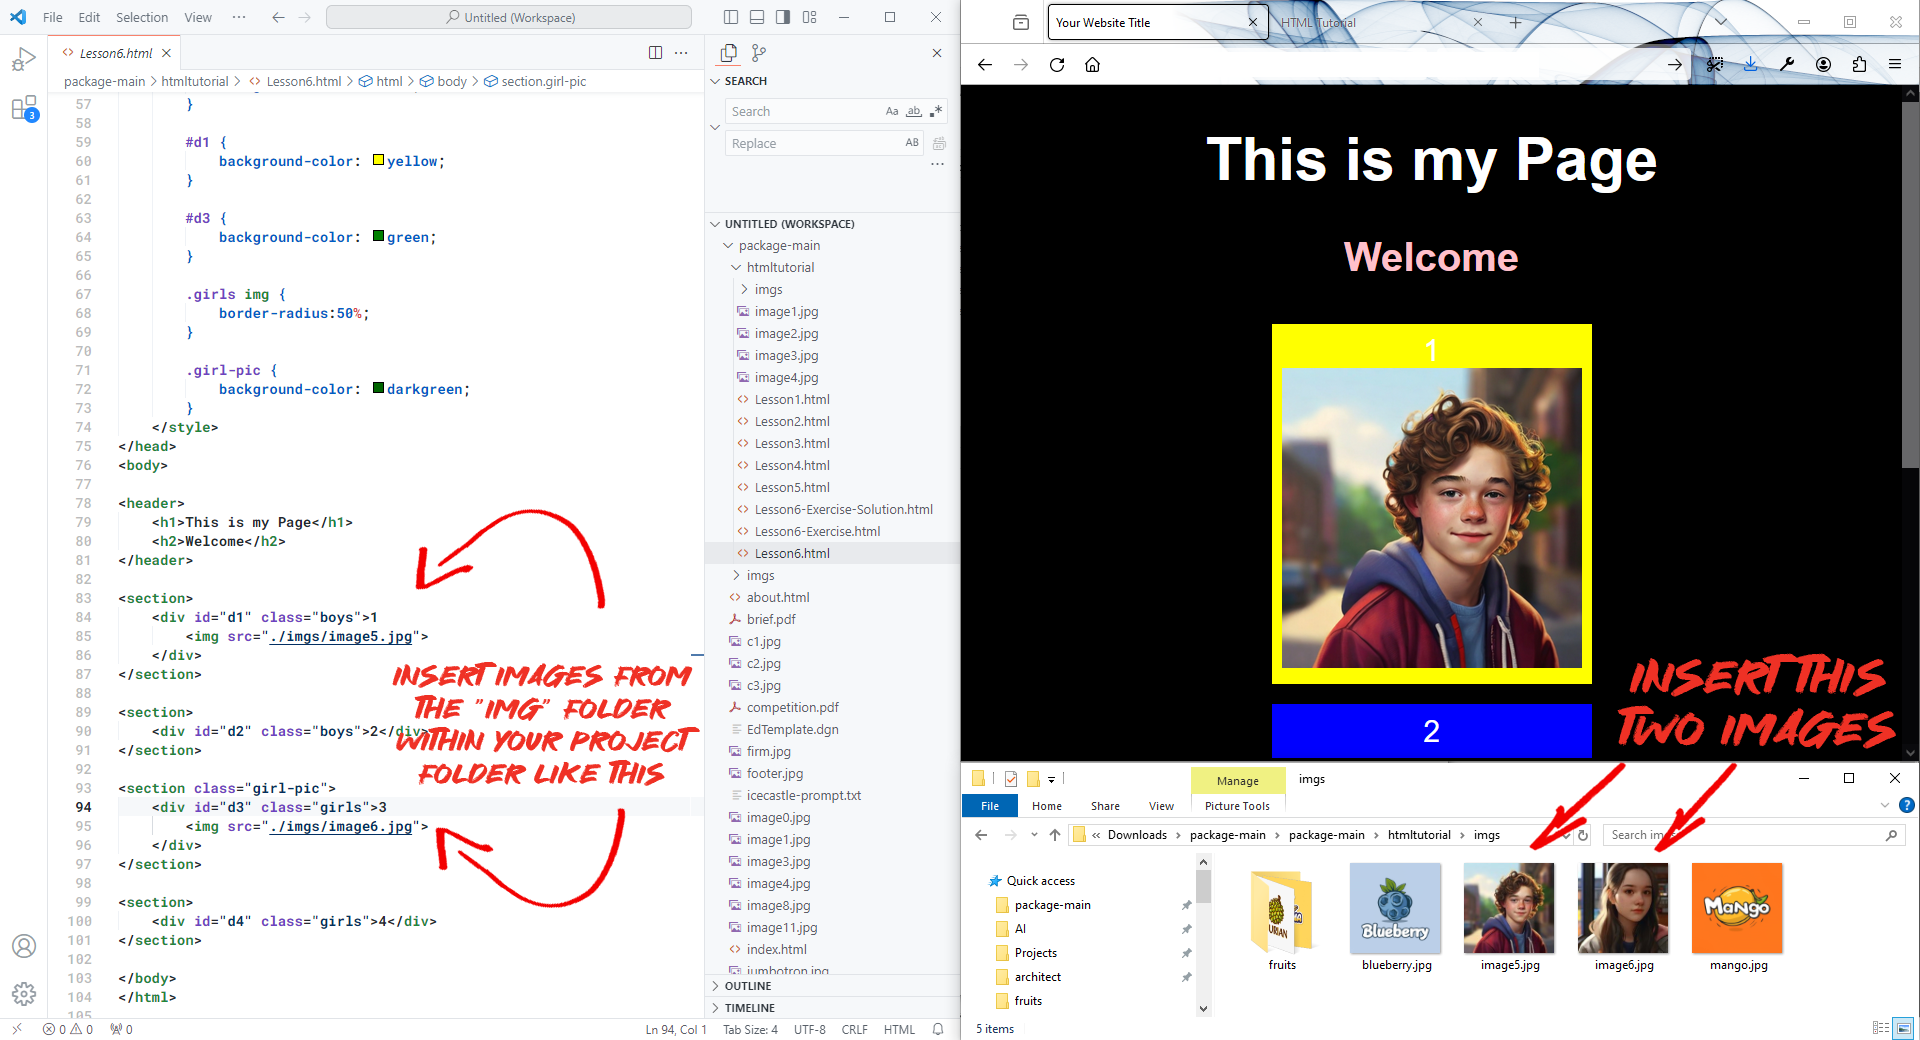 File Edit Selection View ··· Untitled (Workspace)
Lesson6.html
package-main > htmltutorial > Lesson6.html > html > body > section.girl-pic
57 }
58
59 #d1 {
60 background-color: yellow;
61 }
62
63 #d3 {
64 background-color: green;
65 }
66
67 .girls img {
68 border-radius:50%;
69 }
70
71 .girl-pic {
72 background-color: darkgreen;
73 }
74 </style>
75 </head>
76 <body>
77
78 <header>
79 <h1>This is my Page</h1>
80 <h2>Welcome</h2>
81 </header>
82
83 <section>
84 <div id="d1" class="boys">1
85 <img src="./imgs/image5.jpg">
86 </div>
87 </section>
88
89 <section>
90 <div id="d2" class="boys">2</div>
91 </section>
92
93 <section class="girl-pic">
94 <div id="d3" class="girls">3
95 <img src="./imgs/image6.jpg">
96 </div>
97 </section>
98
99 <section>
100 <div id="d4" class="girls">4</div>
101 </section>
102
103 </body>
104 </html>
105
INSERT IMAGES FROM
THE "IMG" FOLDER
WITHIN YOUR PROJECT
FOLDER LIKE THIS
3
0 0 0
Ln 94, Col 1 Tab Size: 4 UTF-8 CRLF HTML
SEARCH
Search Aa ab
Replace AB
UNTITLED (WORKSPACE)
package-main
htmltutorial
imgs
image1.jpg
image2.jpg
image3.jpg
image4.jpg
Lesson1.html
Lesson2.html
Lesson3.html
Lesson4.html
Lesson5.html
Lesson6-Exercise-Solution.html
Lesson6-Exercise.html
Lesson6.html
imgs
about.html
brief.pdf
c1.jpg
c2.jpg
c3.jpg
competition.pdf
EdTemplate.dgn
firm.jpg
footer.jpg
icecastle-prompt.txt
image0.jpg
image1.jpg
image3.jpg
image4.jpg
image8.jpg
image11.jpg
index.html
jumbotron.jpg
OUTLINE
TIMELINE
Your Website Title
HTML Tutorial
This is my Page
Welcome
1
2
INSERT THIS
TWO IMAGES
Manage imgs
File Home Share View Picture Tools
« Downloads > package-main > package-main > htmltutorial > imgs
Search
Quick access
package-main
AI
Projects
architect
fruits
URIAN
Blueberry
Mango
fruits blueberry.jpg image5.jpg image6.jpg mango.jpg
5 items